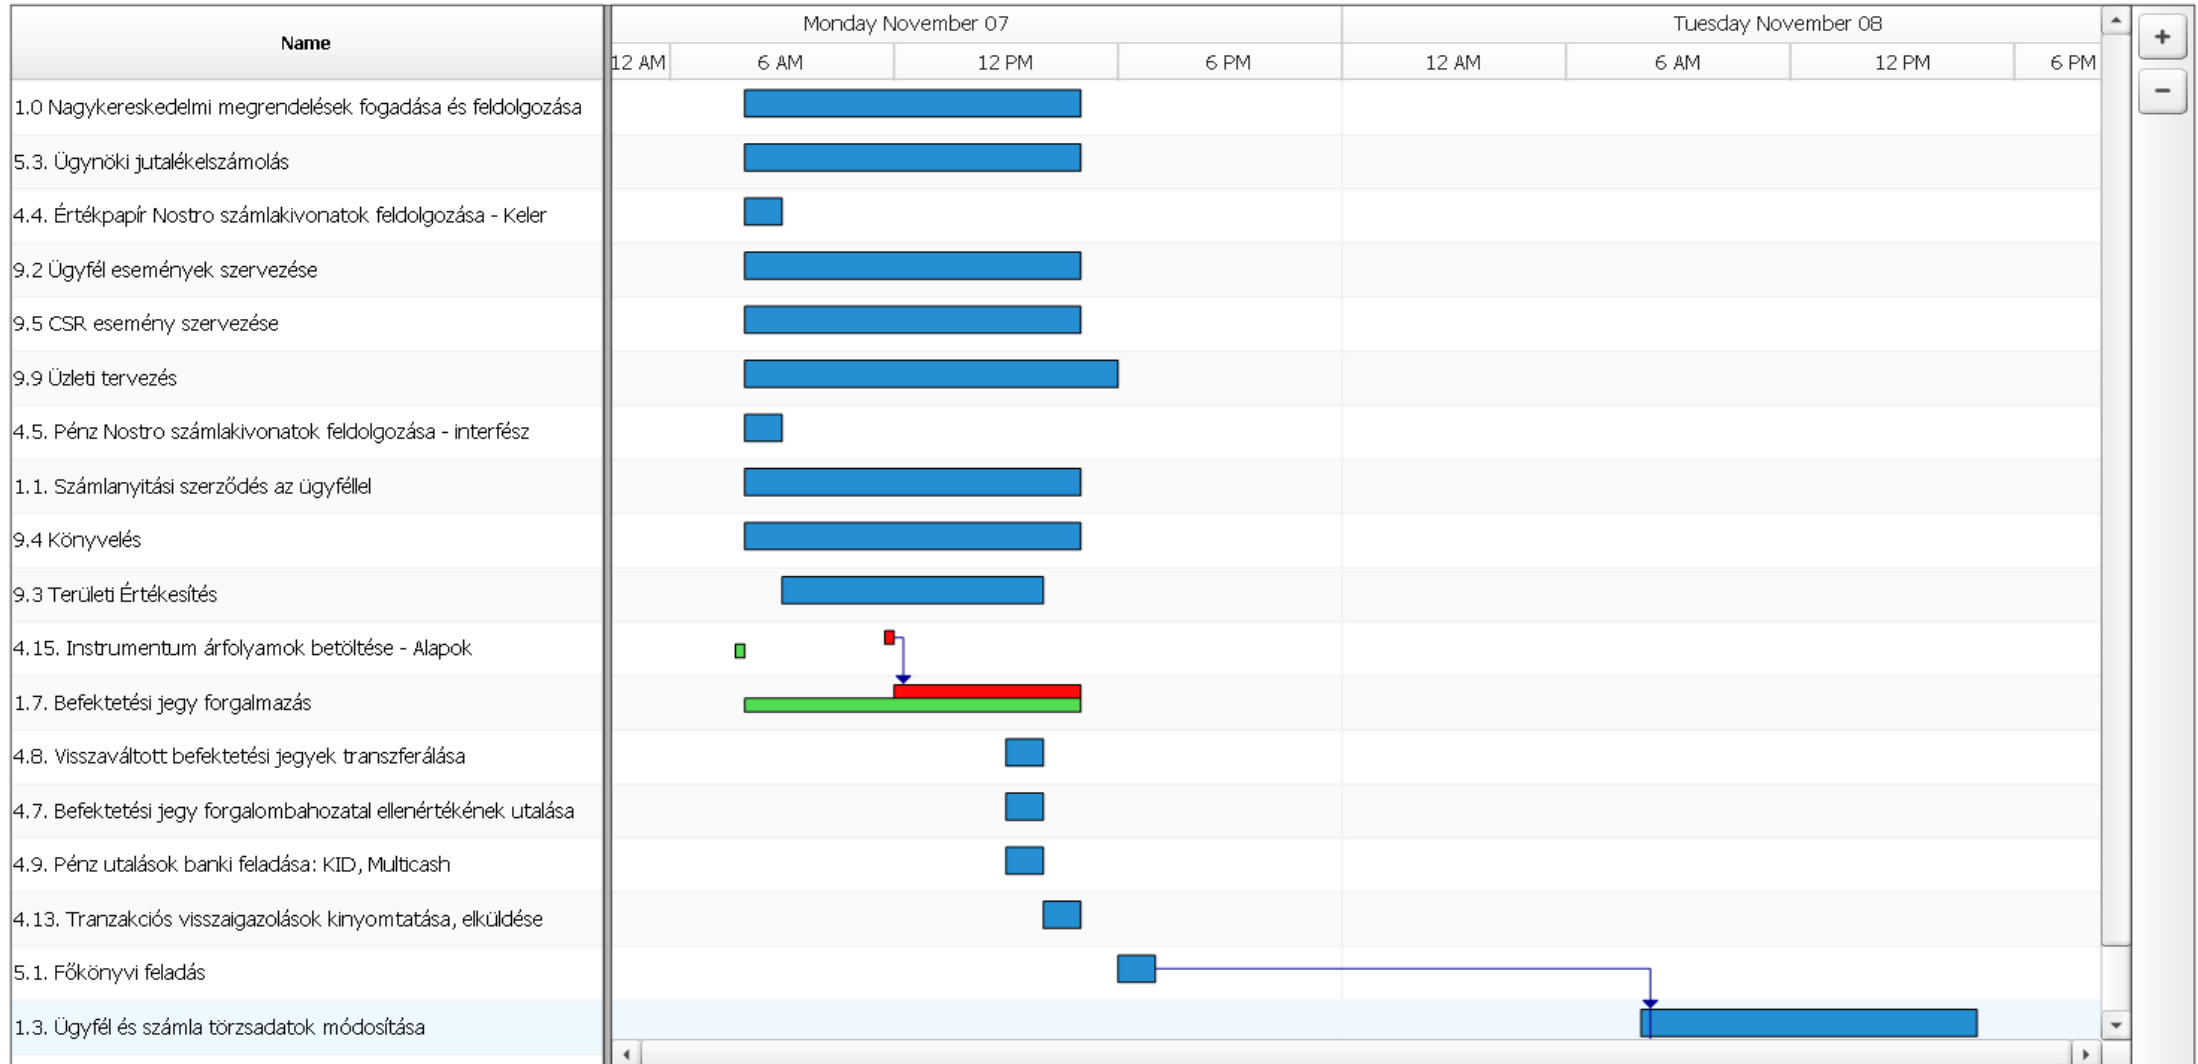 Name
Monday November 07
Tuesday November 08
12 AM
6 AM
12 PM
6 PM
12 AM
6 AM
12 PM
6 PM
1.0 Nagykereskedelmi megrendelések fogadása és feldolgozása
5.3. Ügynöki jutalékelszámolás
4.4. Értékpapír Nostro számlakivonatok feldolgozása - Keler
9.2 Ügyfél események szervezése
9.5 CSR esemény szervezése
9.9 Üzleti tervezés
4.5. Pénz Nostro számlakivonatok feldolgozása - interfész
1.1. Számlanyitási szerződés az ügyféllel
9.4 Könyvelés
9.3 Területi Értékesítés
4.15. Instrumentum árfolyamok betöltése - Alapok
1.7. Befektetési jegy forgalmazás
4.8. Visszaváltott befektetési jegyek transzferálása
4.7. Befektetési jegy forgalombahozatal ellenértékének utalása
4.9. Pénz utalások banki feladása: KID, Multicash
4.13. Tranzakciós visszaigazolások kinyomtatása, elküldése
5.1. Főkönyvi feladás
1.3. Ügyfél és számla törzsadatok módosítása